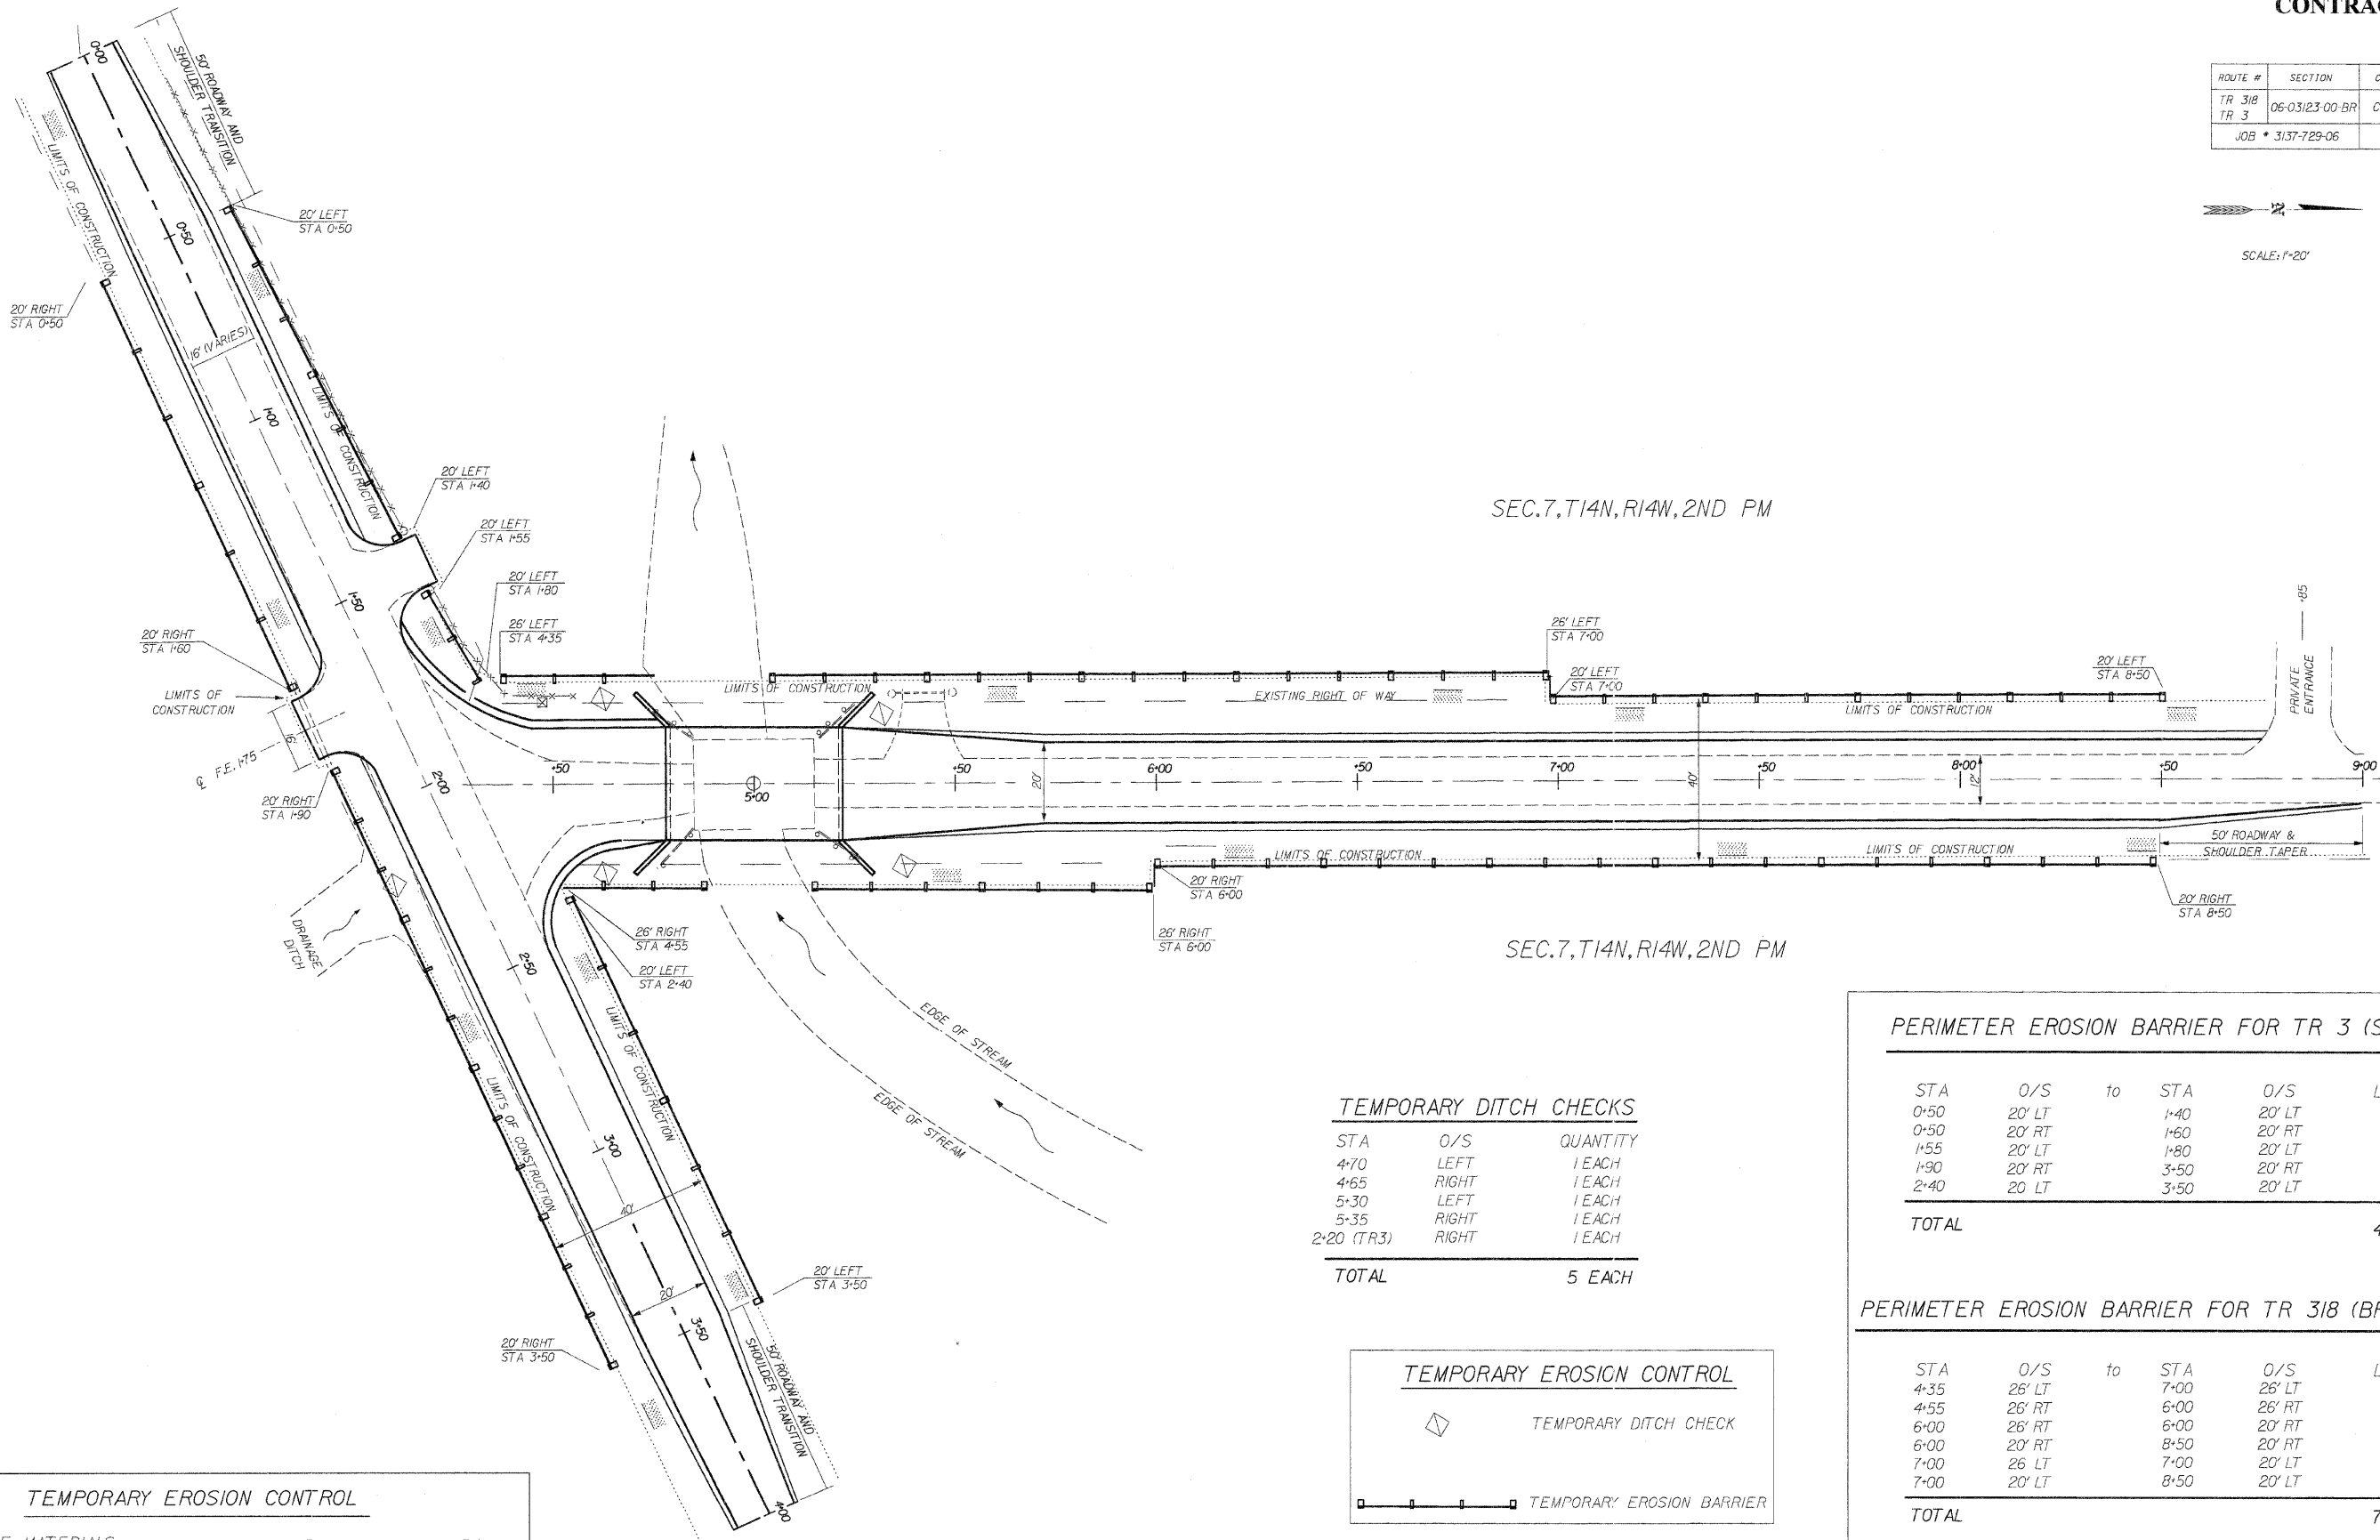 CONTRAC
ROUTE # SECTION C
TR 318
TR 3
06-03123-00-BR C
JOB # 3137-729-06
SCALE: 1"=20'
0+00
50' ROADWAY AND
SHOULDER TRANSITION
LIMITS OF CONSTRUCTION
0+50
20' LEFT
STA 0+50
20' RIGHT
STA 0+50
16' (VARIES)
1+00
LIMITS OF CONSTRUCTION
20' LEFT
STA 1+40
20' LEFT
STA 1+55
20' LEFT
STA 1+80
26' LEFT
STA 4+35
1+50
20' RIGHT
STA 1+60
LIMITS OF
CONSTRUCTION
16'
℄ F.E. 1+75
20' RIGHT
STA 1+90
2+00
DRAINAGE
DITCH
SEC.7, T14N, R14W, 2ND PM
26' LEFT
STA 7+00
20' LEFT
STA 7+00
20' LEFT
STA 8+50
+85
PRIVATE
ENTRANCE
LIMITS OF CONSTRUCTION
EXISTING RIGHT OF WAY
LIMITS OF CONSTRUCTION
+50
5+00
+50
20'
6+00
+50
7+00
40'
+50
8+00
12'
+50
9+00
LIMITS OF CONSTRUCTION
LIMITS OF CONSTRUCTION
50' ROADWAY &
SHOULDER TAPER
20' RIGHT
STA 6+00
26' RIGHT
STA 6+00
20' RIGHT
STA 8+50
26' RIGHT
STA 4+55
20' LEFT
STA 2+40
2+50
SEC.7, T14N, R14W, 2ND PM
EDGE OF STREAM
EDGE OF STREAM
LIMITS OF CONSTRUCTION
LIMITS OF CONSTRUCTION
3+00
40'
20'
3+50
20' LEFT
STA 3+50
20' RIGHT
STA 3+50
50' ROADWAY AND
SHOULDER TRANSITION
4+00
TEMPORARY DITCH CHECKS
STA O/S QUANTITY
4+70 LEFT 1 EACH
4+65 RIGHT 1 EACH
5+30 LEFT 1 EACH
5+35 RIGHT 1 EACH
2+20 (TR3) RIGHT 1 EACH
TOTAL 5 EACH
TEMPORARY EROSION CONTROL
TEMPORARY DITCH CHECK
TEMPORARY EROSION BARRIER
PERIMETER EROSION BARRIER FOR TR 3 (S
STA O/S to STA O/S L
0+50 20' LT 1+40 20' LT
0+50 20' RT 1+60 20' RT
1+55 20' LT 1+80 20' LT
1+90 20' RT 3+50 20' RT
2+40 20 LT 3+50 20' LT
TOTAL 4
PERIMETER EROSION BARRIER FOR TR 318 (BR
STA O/S to STA O/S L
4+35 26' LT 7+00 26' LT
4+55 26' RT 6+00 26' RT
6+00 26' RT 6+00 20' RT
6+00 20' RT 8+50 20' RT
7+00 26 LT 7+00 20' LT
7+00 20' LT 8+50 20' LT
TOTAL 7
TEMPORARY EROSION CONTROL